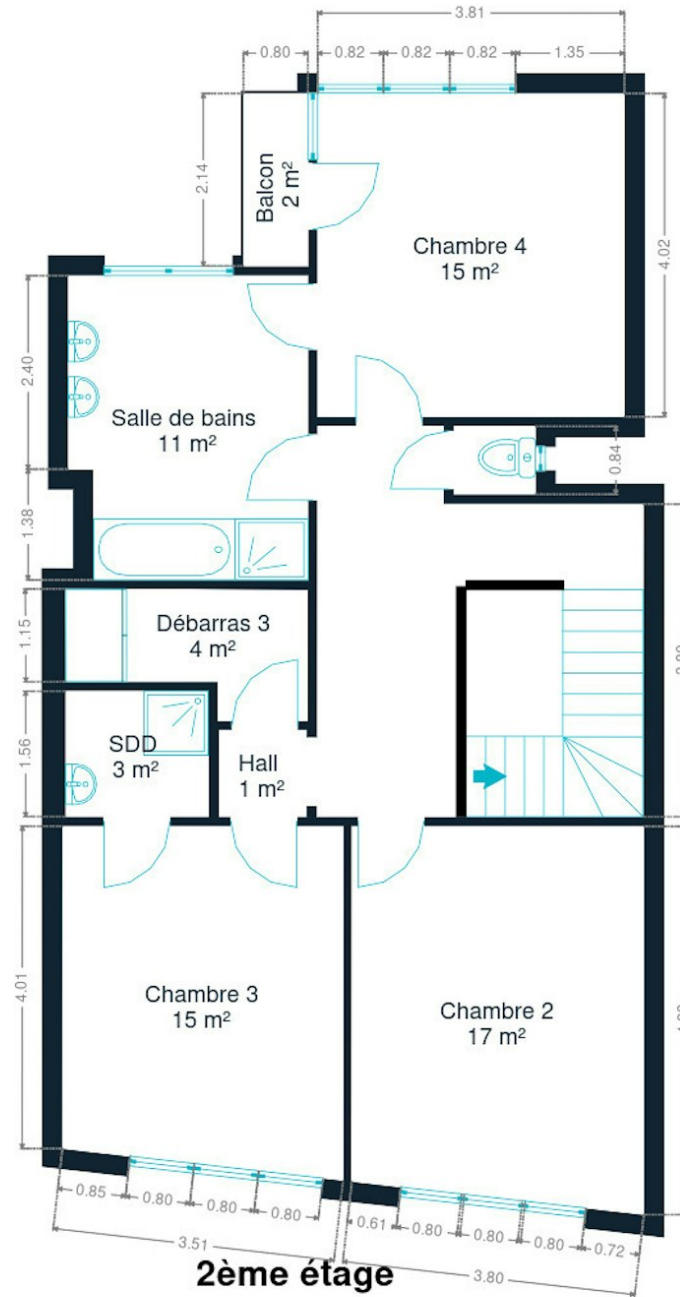 3.81
0.80
0.82
0.82
0.82
1.35
2.14
Balcon
2 m²
Chambre 4
15 m²
4.02
2.40
Salle de bains
11 m²
0.84
1.38
1.15
Débarras 3
4 m²
1.56
SDD
3 m²
Hall
1 m²
4.01
Chambre 3
15 m²
Chambre 2
17 m²
0.85
0.80
0.80
0.80
0.61
0.80
0.80
0.80
0.72
3.51
3.80
2ème étage